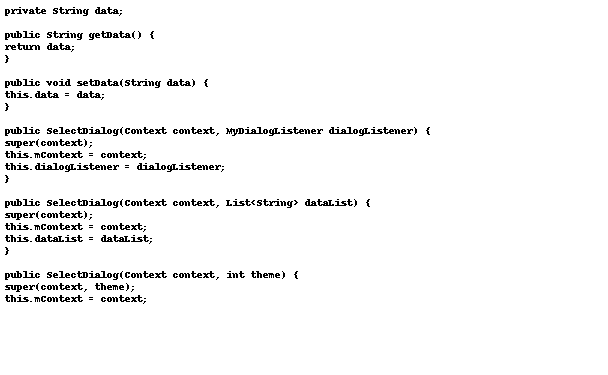 private String data;
public String getData() {
return data;
}
public void setData(String data) {
this.data = data;
}
public SelectDialog(Context context, MyDialogListener dialogListener) {
super(context);
this.mContext = context;
this.dialogListener = dialogListener;
}
public SelectDialog(Context context, List<String> dataList) {
super(context);
this.mContext = context;
this.dataList = dataList;
}
public SelectDialog(Context context, int theme) {
super(context, theme);
this.mContext = context;